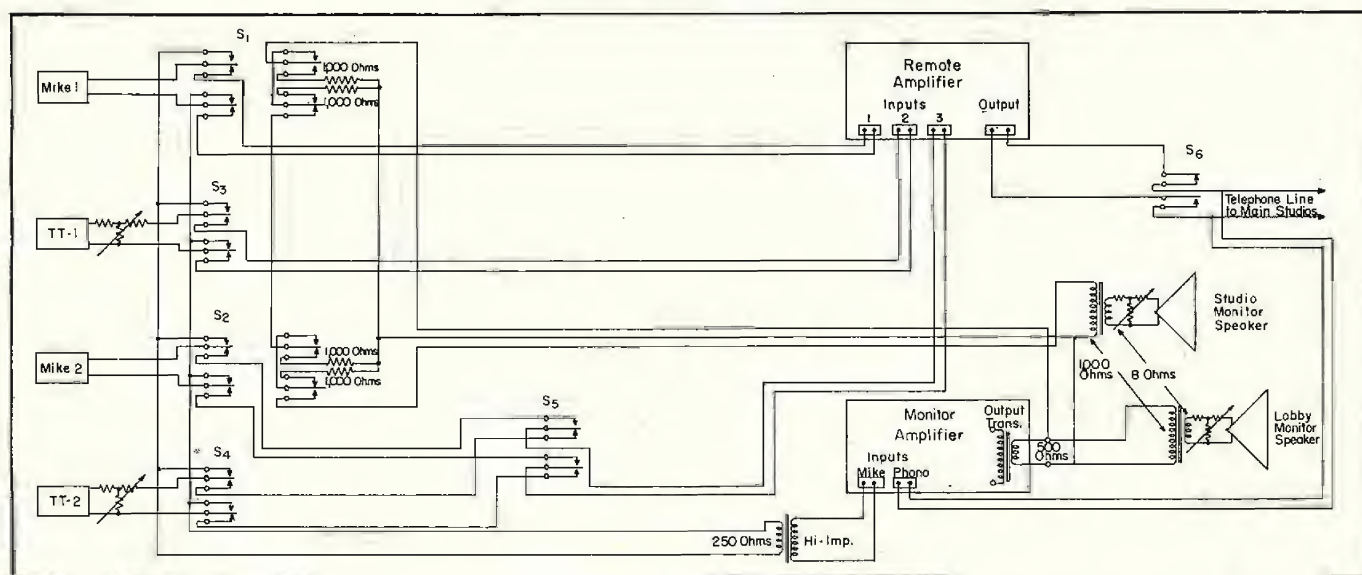 S1
Mike 1
1,000 Ohms
1,000 Ohms
Remote
Amplifier
Inputs
Output
1 2 3
S6
Telephone Line
to Main Studios
S3
TT-1
S2
Mike 2
1,000 Ohms
1,000 Ohms
Studio
Monitor
Speaker
1000
Ohms
8 Ohms
S5
Monitor
Amplifier
Output
Trans.
500
Ohms
Inputs
Mike Phono
Lobby
Monitor
Speaker
S4
TT-2
250 Ohms
Hi-Imp.